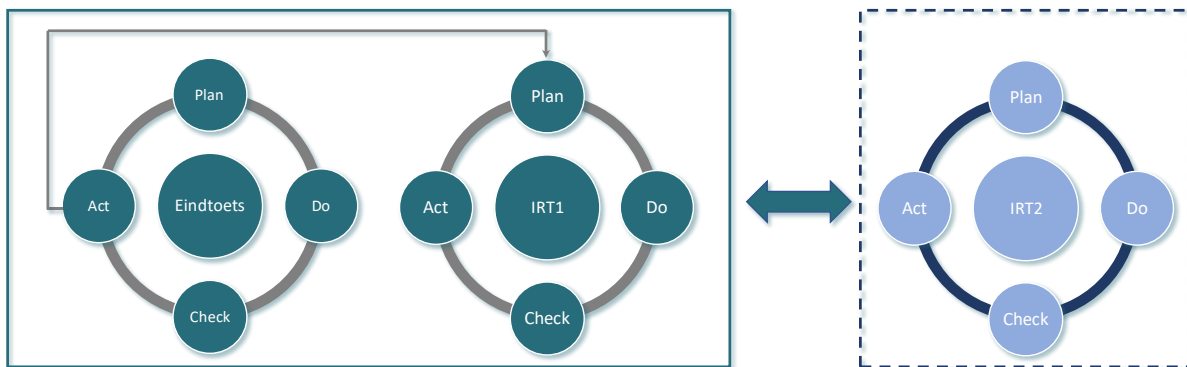 Plan
Act
Eindtoets
Do
Check
Plan
Act
IRT1
Do
Check
Plan
Act
IRT2
Do
Check